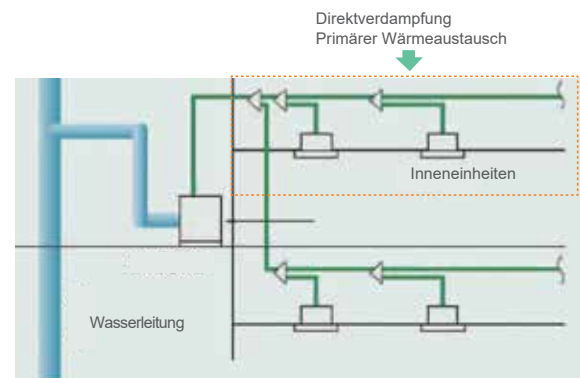 Direktverdampfung
Primärer Wärmeaustausch
Inneneinheiten
Wasserleitung